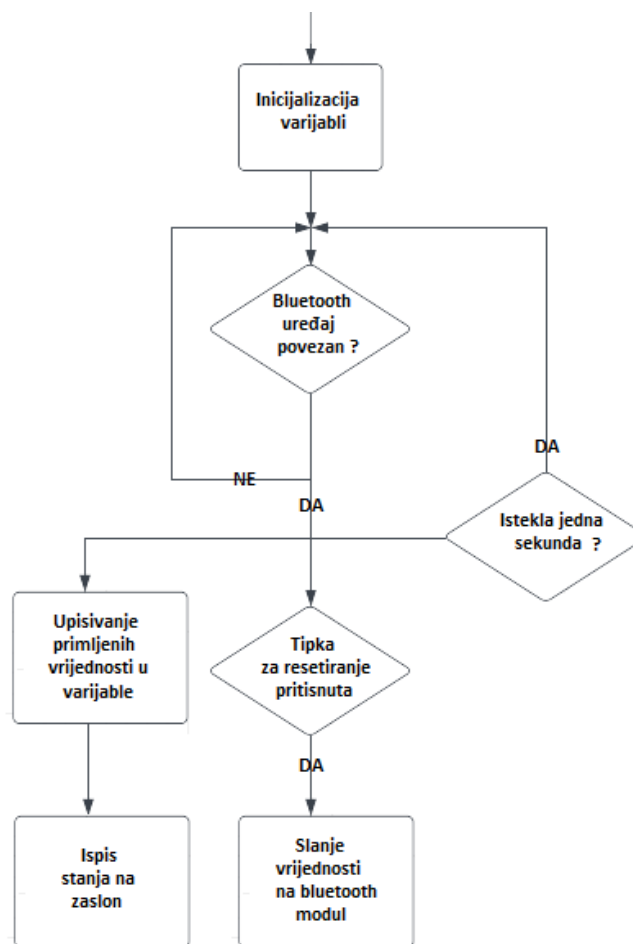 Inicijalizacija
varijabli
Bluetooth
uređaj
povezan ?
NE
DA
DA
Istekla jedna
sekunda ?
Upisivanje
primljenih
vrijednosti u
varijable
Tipka
za resetiranje
pritisnuta
DA
Ispis
stanja na
zaslon
Slanje
vrijednosti
na bluetooth
modul